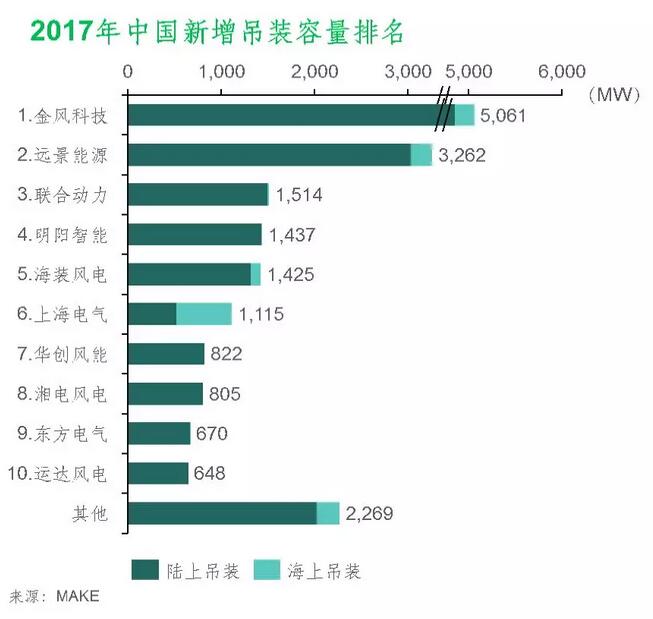 2017年中国新增吊装容量排名
0 1,000 2,000 3,000 5,000 6,000
(MW)
1.金风科技 5,061
2.远景能源 3,262
3.联合动力 1,514
4.明阳智能 1,437
5.海装风电 1,425
6.上海电气 1,115
7.华创风能 822
8.湘电风电 805
9.东方电气 670
10.运达风电 648
其他 2,269
陆上吊装 海上吊装
来源：MAKE